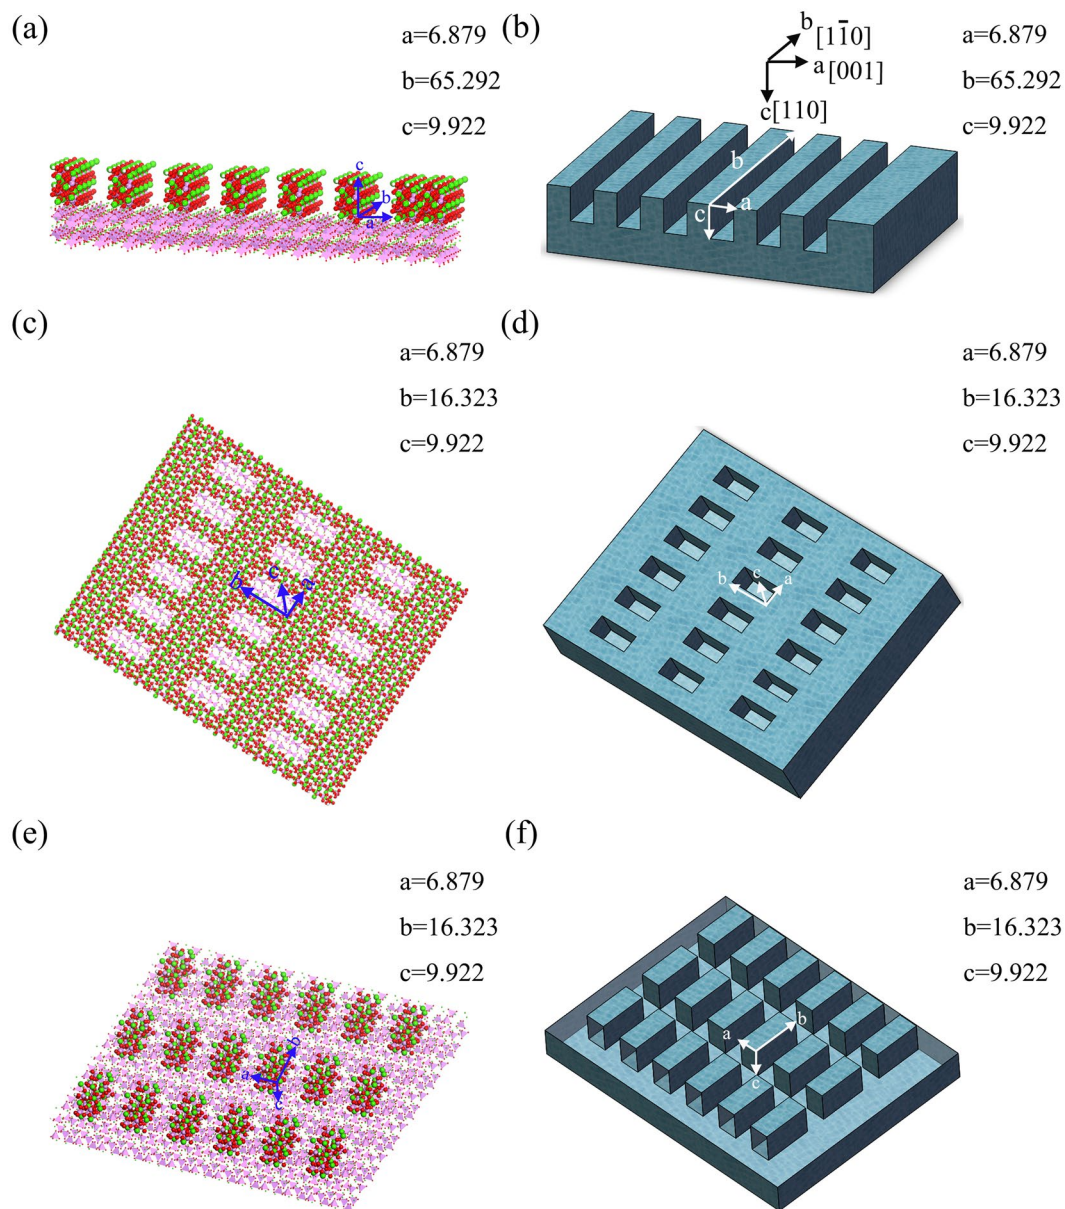 (a)
a=6.879
b=65.292
c=9.922
c
b
a
(b)
b [11̄0]
a [001]
c[110]
a=6.879
b=65.292
c=9.922
b
a
c
(c)
a=6.879
b=16.323
c=9.922
b
c
a
(d)
a=6.879
b=16.323
c=9.922
b
c
a
(e)
a=6.879
b=16.323
c=9.922
b
a
c
(f)
a=6.879
b=16.323
c=9.922
b
a
c